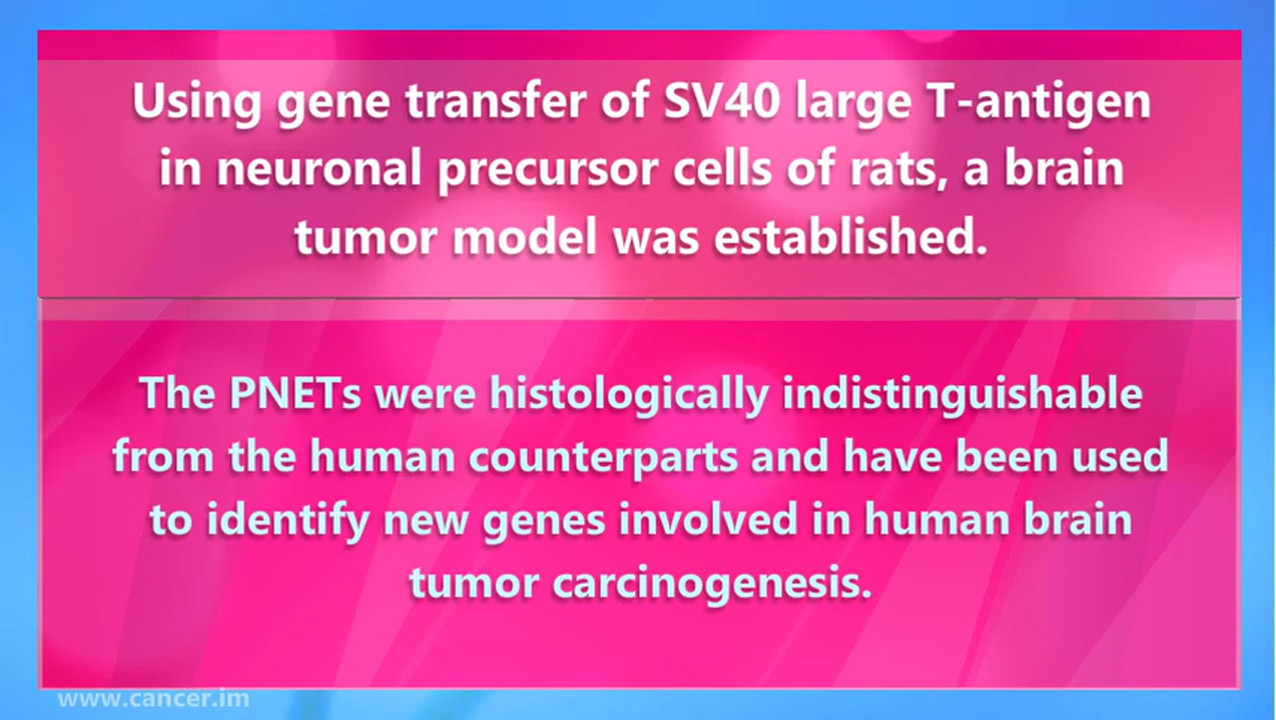 Using gene transfer of SV40 large T-antigen
in neuronal precursor cells of rats, a brain
tumor model was established.
The PNETs were histologically indistinguishable
from the human counterparts and have been used
to identify new genes involved in human brain
tumor carcinogenesis.
www.cancer.im